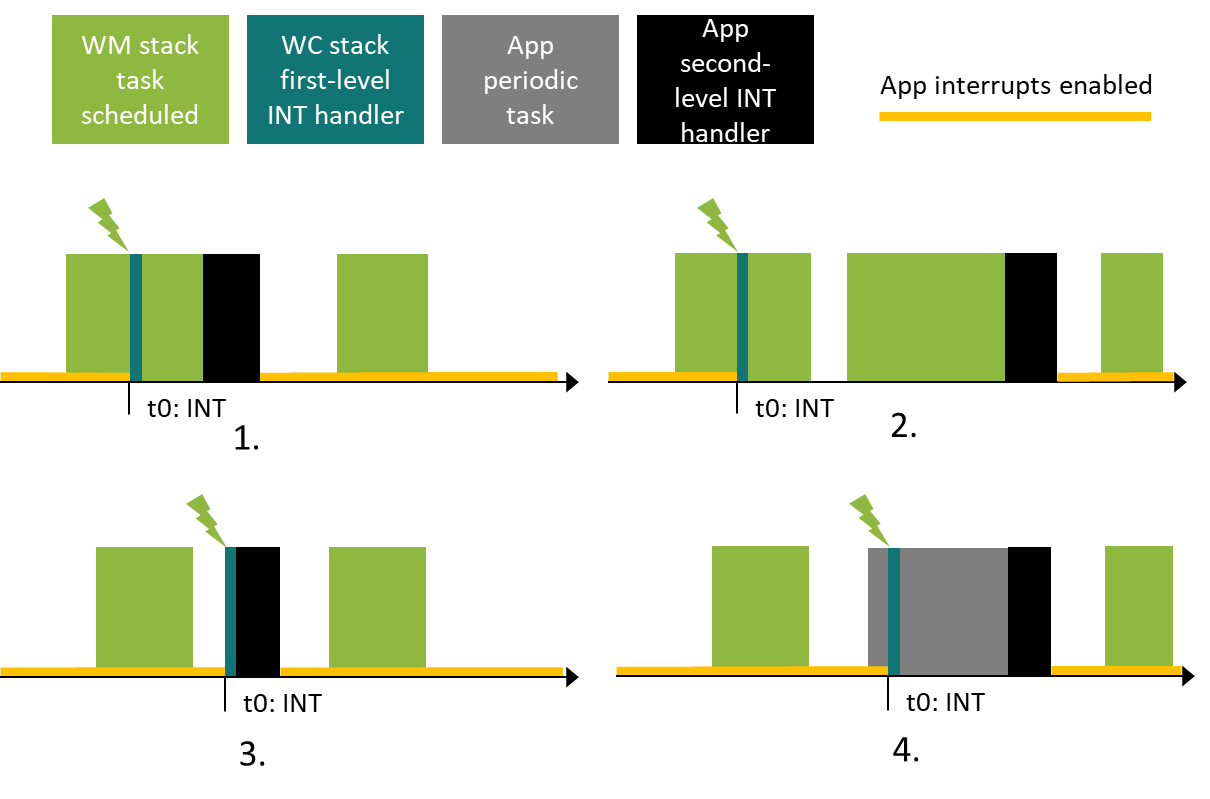 WM stack
task
scheduled
WC stack
first-level
INT handler
App
periodic
task
App
second-
level INT
handler
App interrupts enabled
t0: INT
1.
t0: INT
2.
t0: INT
3.
t0: INT
4.